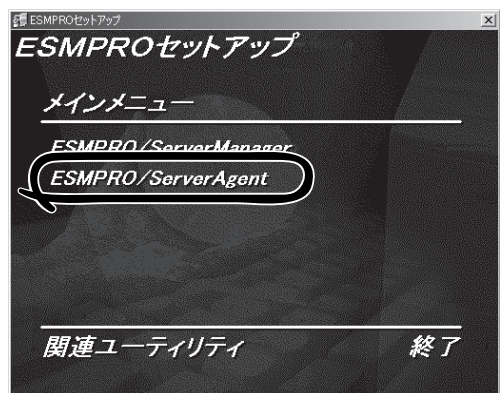 ESMPROセットアップ
ESMPROセットアップ
メインメニュー
ESMPRO/ServerManager
ESMPRO/ServerAgent
関連ユーティリティ
終了